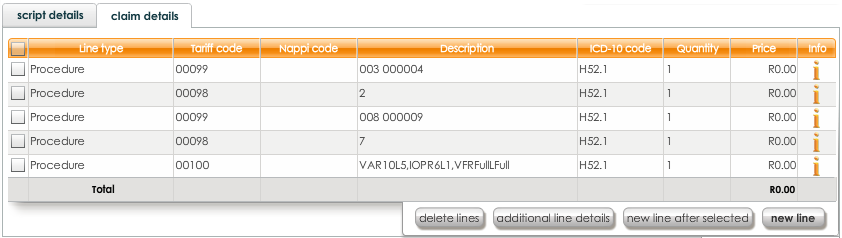 script details claim details
Line type Tariff code Nappi code Description ICD-10 code Quantity Price Info
Procedure 00099 003 000004 H52.1 1 R0.00
Procedure 00098 2 H52.1 1 R0.00
Procedure 00099 008 000009 H52.1 1 R0.00
Procedure 00098 7 H52.1 1 R0.00
Procedure 00100 VAR10L5,IOPR6L1,VFRFullLFull H52.1 1 R0.00
Total R0.00
delete lines additional line details new line after selected new line